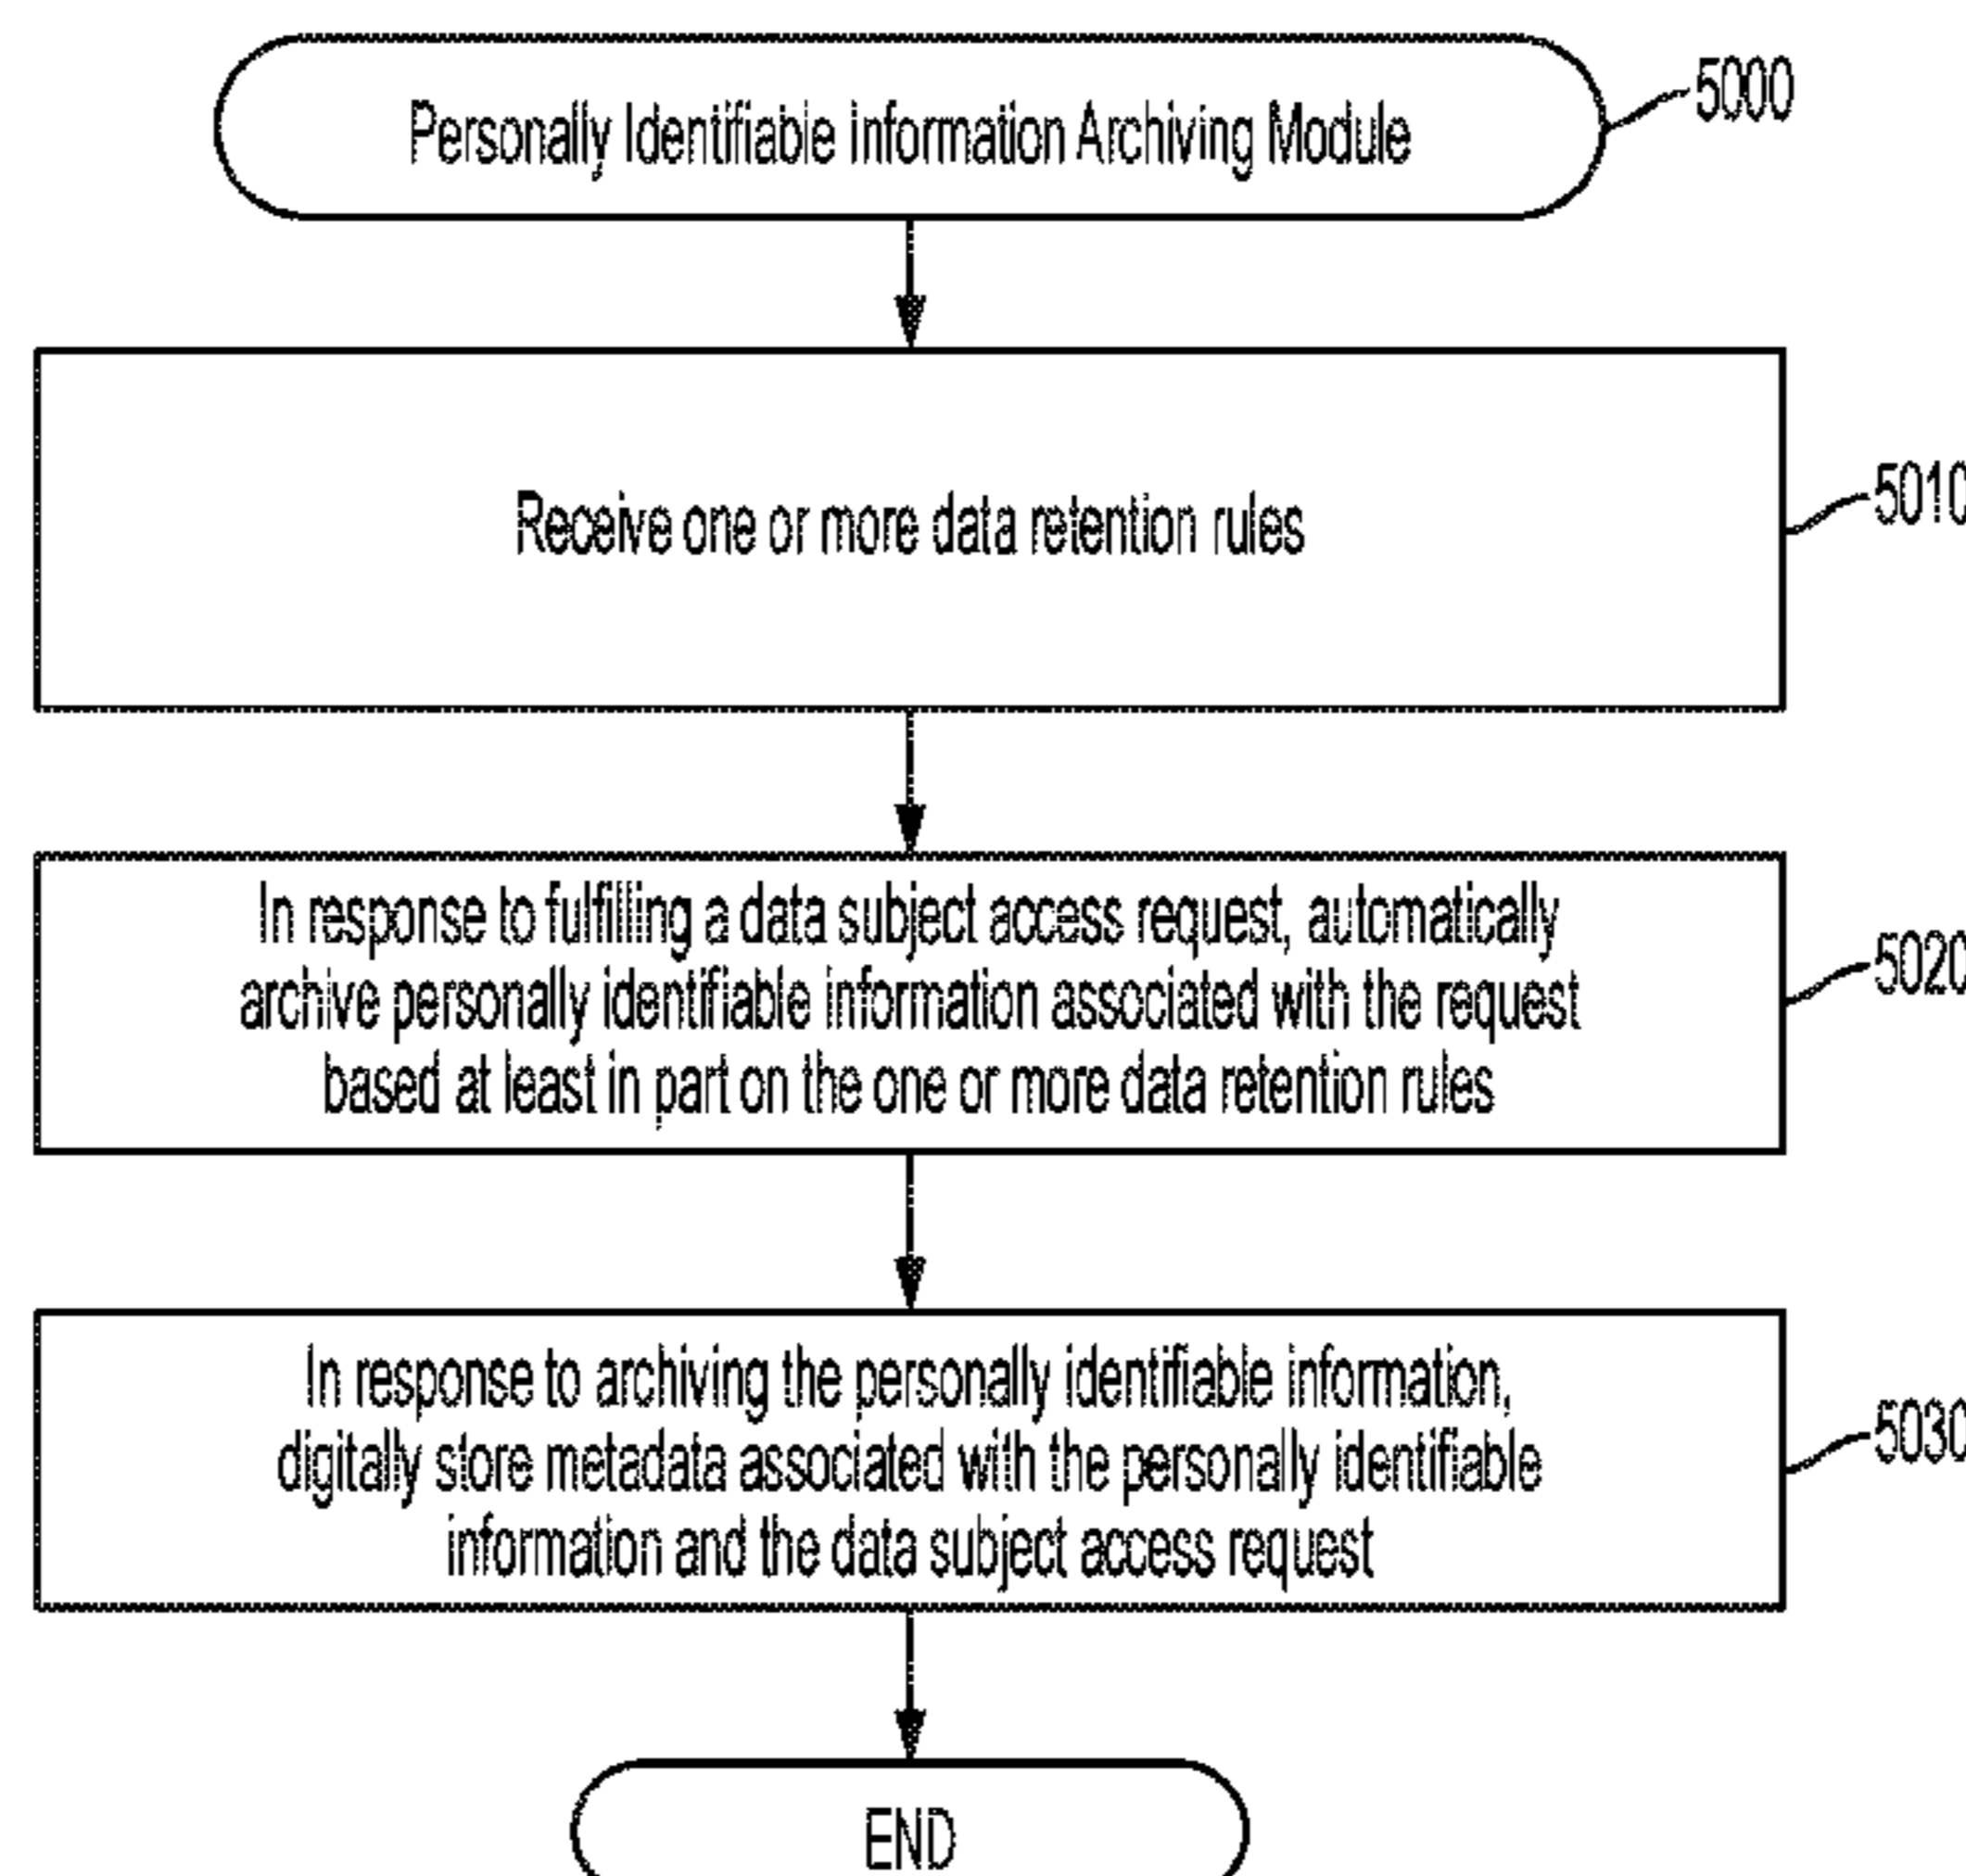 Personally Identifiable Information Archiving Module
5000
Receive one or more data retention rules
5010
In response to fulfilling a data subject access request, automatically
archive personally identifiable information associated with the request
based at least in part on the one or more data retention rules
5020
In response to archiving the personally identifiable information,
digitally store metadata associated with the personally identifiable
information and the data subject access request
5030
END